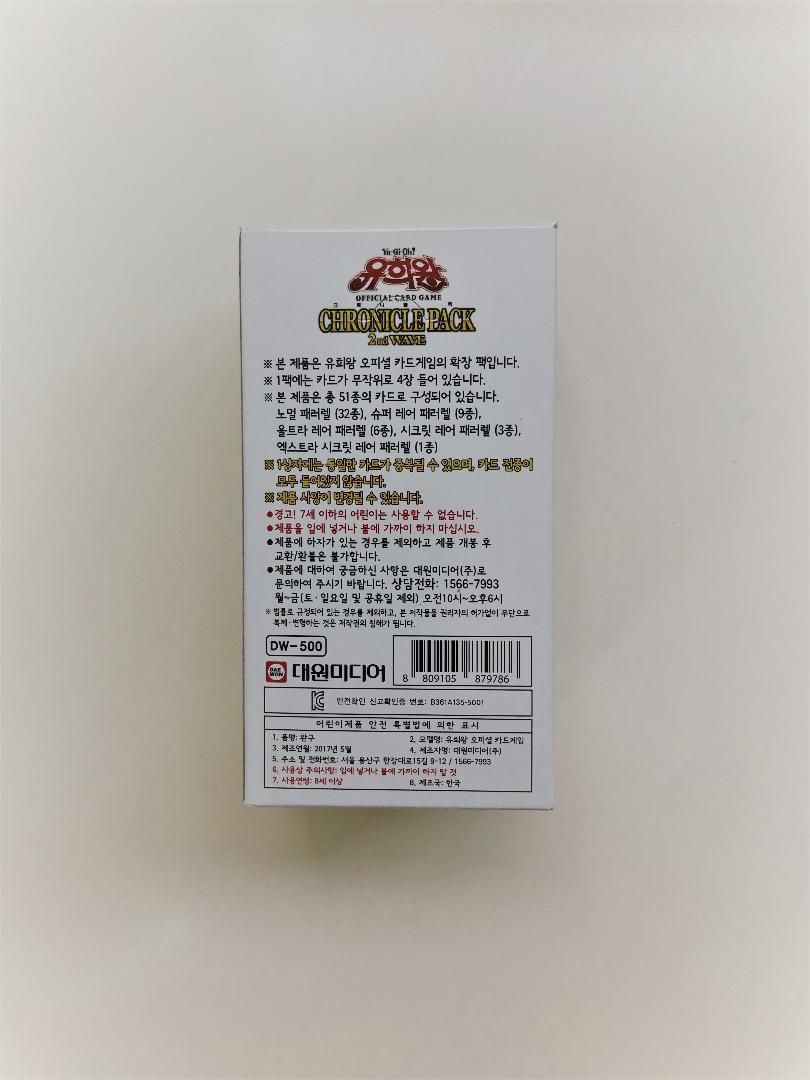 Yu-Gi-Oh!
유희왕
OFFICIAL CARD GAME
크로니클 팩
CHRONICLE PACK
2nd WAVE
※ 본 제품은 유희왕 오피셜 카드게임의 확장 팩입니다.
※ 1팩에는 카드가 무작위로 4장 들어 있습니다.
※ 본 제품은 총 51종의 카드로 구성되어 있습니다.
노멀 패러렐 (32종), 슈퍼 레어 패러렐 (9종),
울트라 레어 패러렐 (6종), 시크릿 레어 패러렐 (3종),
엑스트라 시크릿 레어 패러렐 (1종)
※ 1상자에는 동일한 카드가 중복될 수 있으며, 카드 전종이
모두 들어있지 않습니다.
※ 제품 사양이 변경될 수 있습니다.
●경고! 7세 이하의 어린이는 사용할 수 없습니다.
●제품을 입에 넣거나 불에 가까이 하지 마십시오.
●제품에 하자가 있는 경우를 제외하고 제품 개봉 후
교환/환불은 불가합니다.
●제품에 대하여 궁금하신 사항은 대원미디어(주)로
문의하여 주시기 바랍니다. 상담전화: 1566-7993
월~금(토·일요일 및 공휴일 제외) 오전10시~오후6시
※ 법률로 규정되어 있는 경우를 제외하고, 본 저작물을 권리자의 허가없이 무단으로
복제·변형하는 것은 저작권의 침해가 됩니다.
DW-500
DAE WON 대원미디어
8 809105 879786
안전확인 신고확인증 번호: B361A135-5001
어린이제품 안전 특별법에 의한 표시
1. 품명: 완구 2. 모델명: 유희왕 오피셜 카드게임
3. 제조연월: 2017년 5월 4. 제조자명: 대원미디어(주)
5. 주소 및 전화번호: 서울 용산구 한강대로15길 9-12 / 1566-7993
6. 사용상 주의사항: 입에 넣거나 불에 가까이 하지 말 것
7. 사용연령: 8세 이상 8. 제조국: 한국